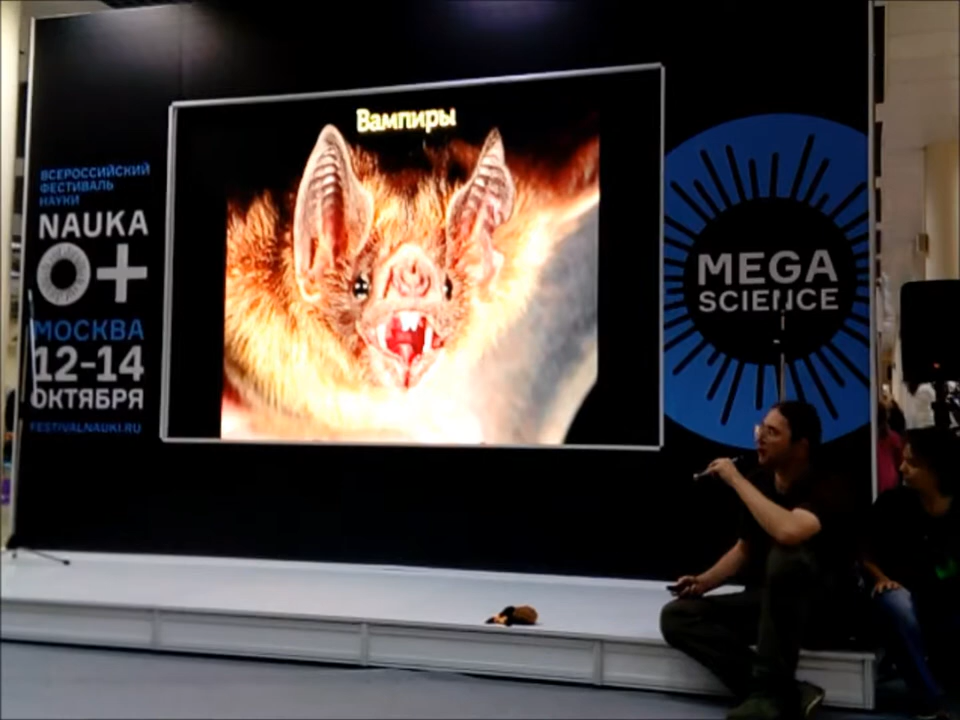 Вампиры
ВСЕРОССИЙСКИЙ
ФЕСТИВАЛЬ
НАУКИ
NAUKA
0+
МОСКВА
12-14
ОКТЯБРЯ
FESTIVALNAUKI.RU
MEGA
SCIENCE